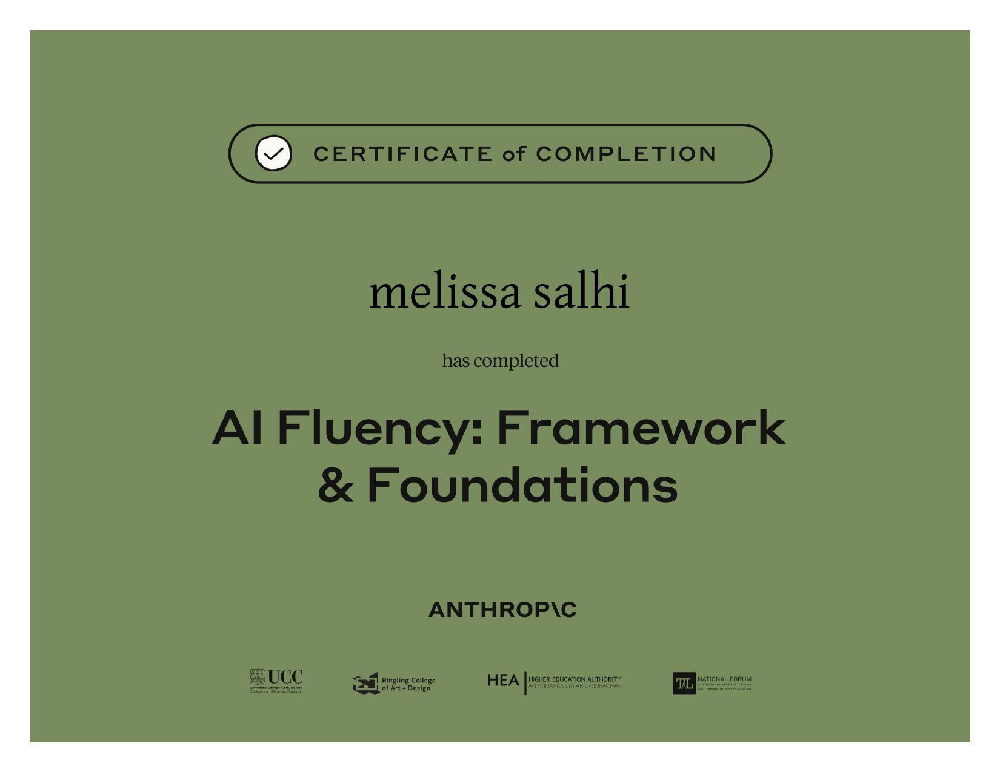 CERTIFICATE of COMPLETION
melissa salhi
has completed
AI Fluency: Framework
& Foundations
ANTHROP\C
UCC
University College Cork, Ireland
Coláiste na hOllscoile Corcaigh
Ringling College
of Art + Design
HEA
HIGHER EDUCATION AUTHORITY
AN tÚDARÁS um ARD-OIDEACHAS
T&L
NATIONAL FORUM
FOR THE ENHANCEMENT OF TEACHING
AND LEARNING IN HIGHER EDUCATION